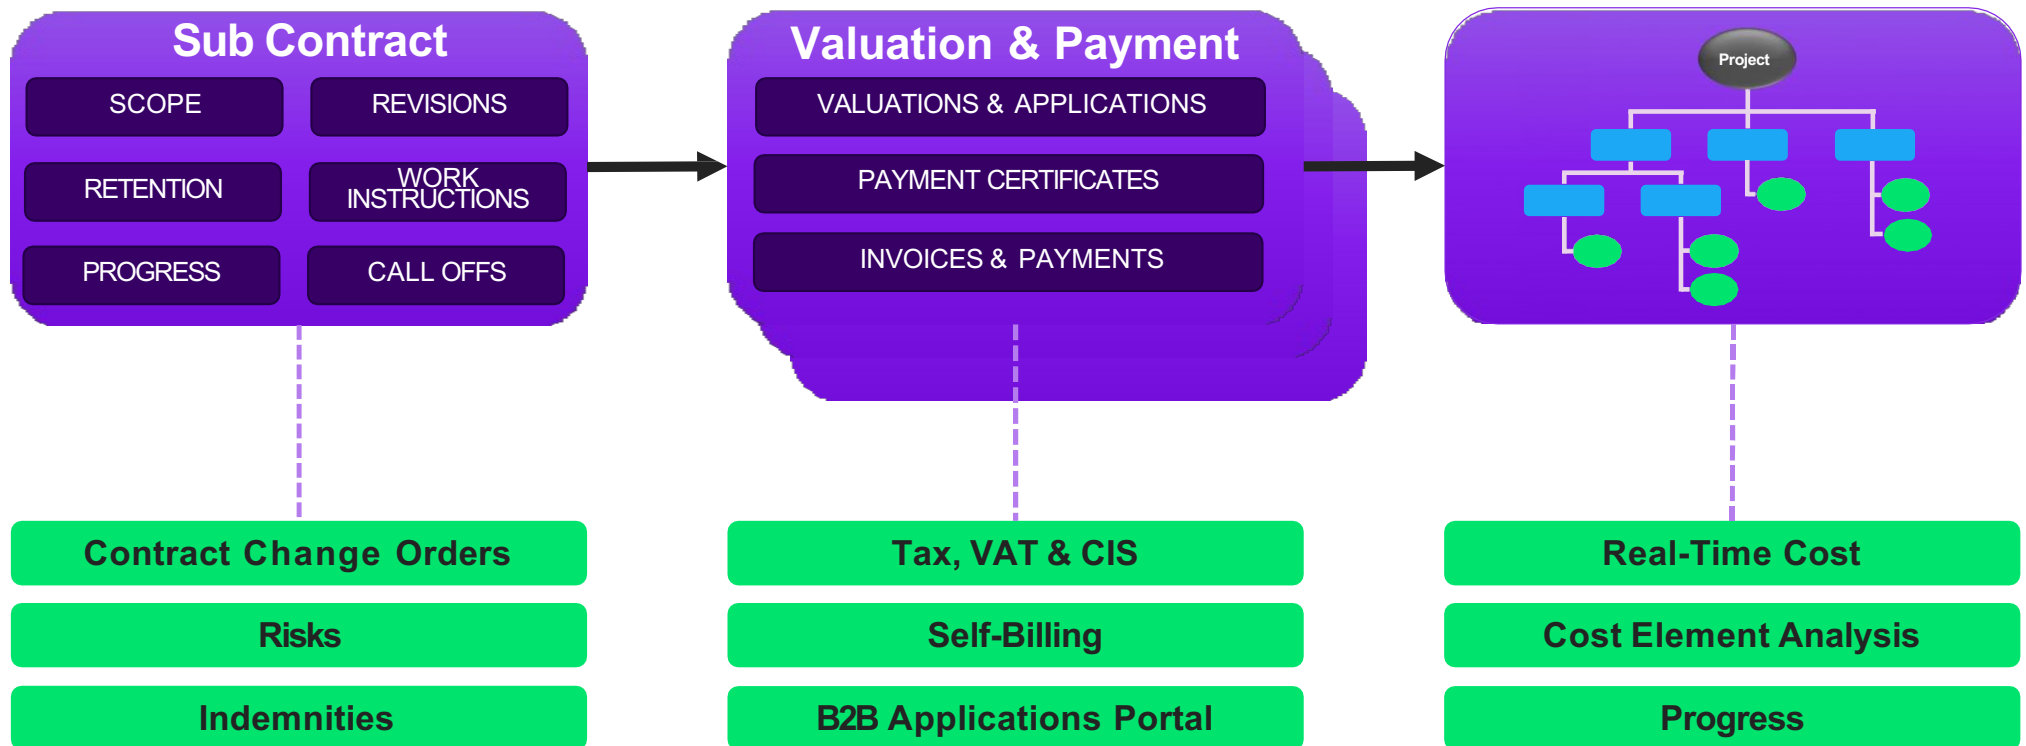 Sub Contract
SCOPE
REVISIONS
RETENTION
WORK
INSTRUCTIONS
PROGRESS
CALL OFFS
Valuation & Payment
VALUATIONS & APPLICATIONS
PAYMENT CERTIFICATES
INVOICES & PAYMENTS
Project
Contract Change Orders
Risks
Indemnities
Tax, VAT & CIS
Self-Billing
B2B Applications Portal
Real-Time Cost
Cost Element Analysis
Progress